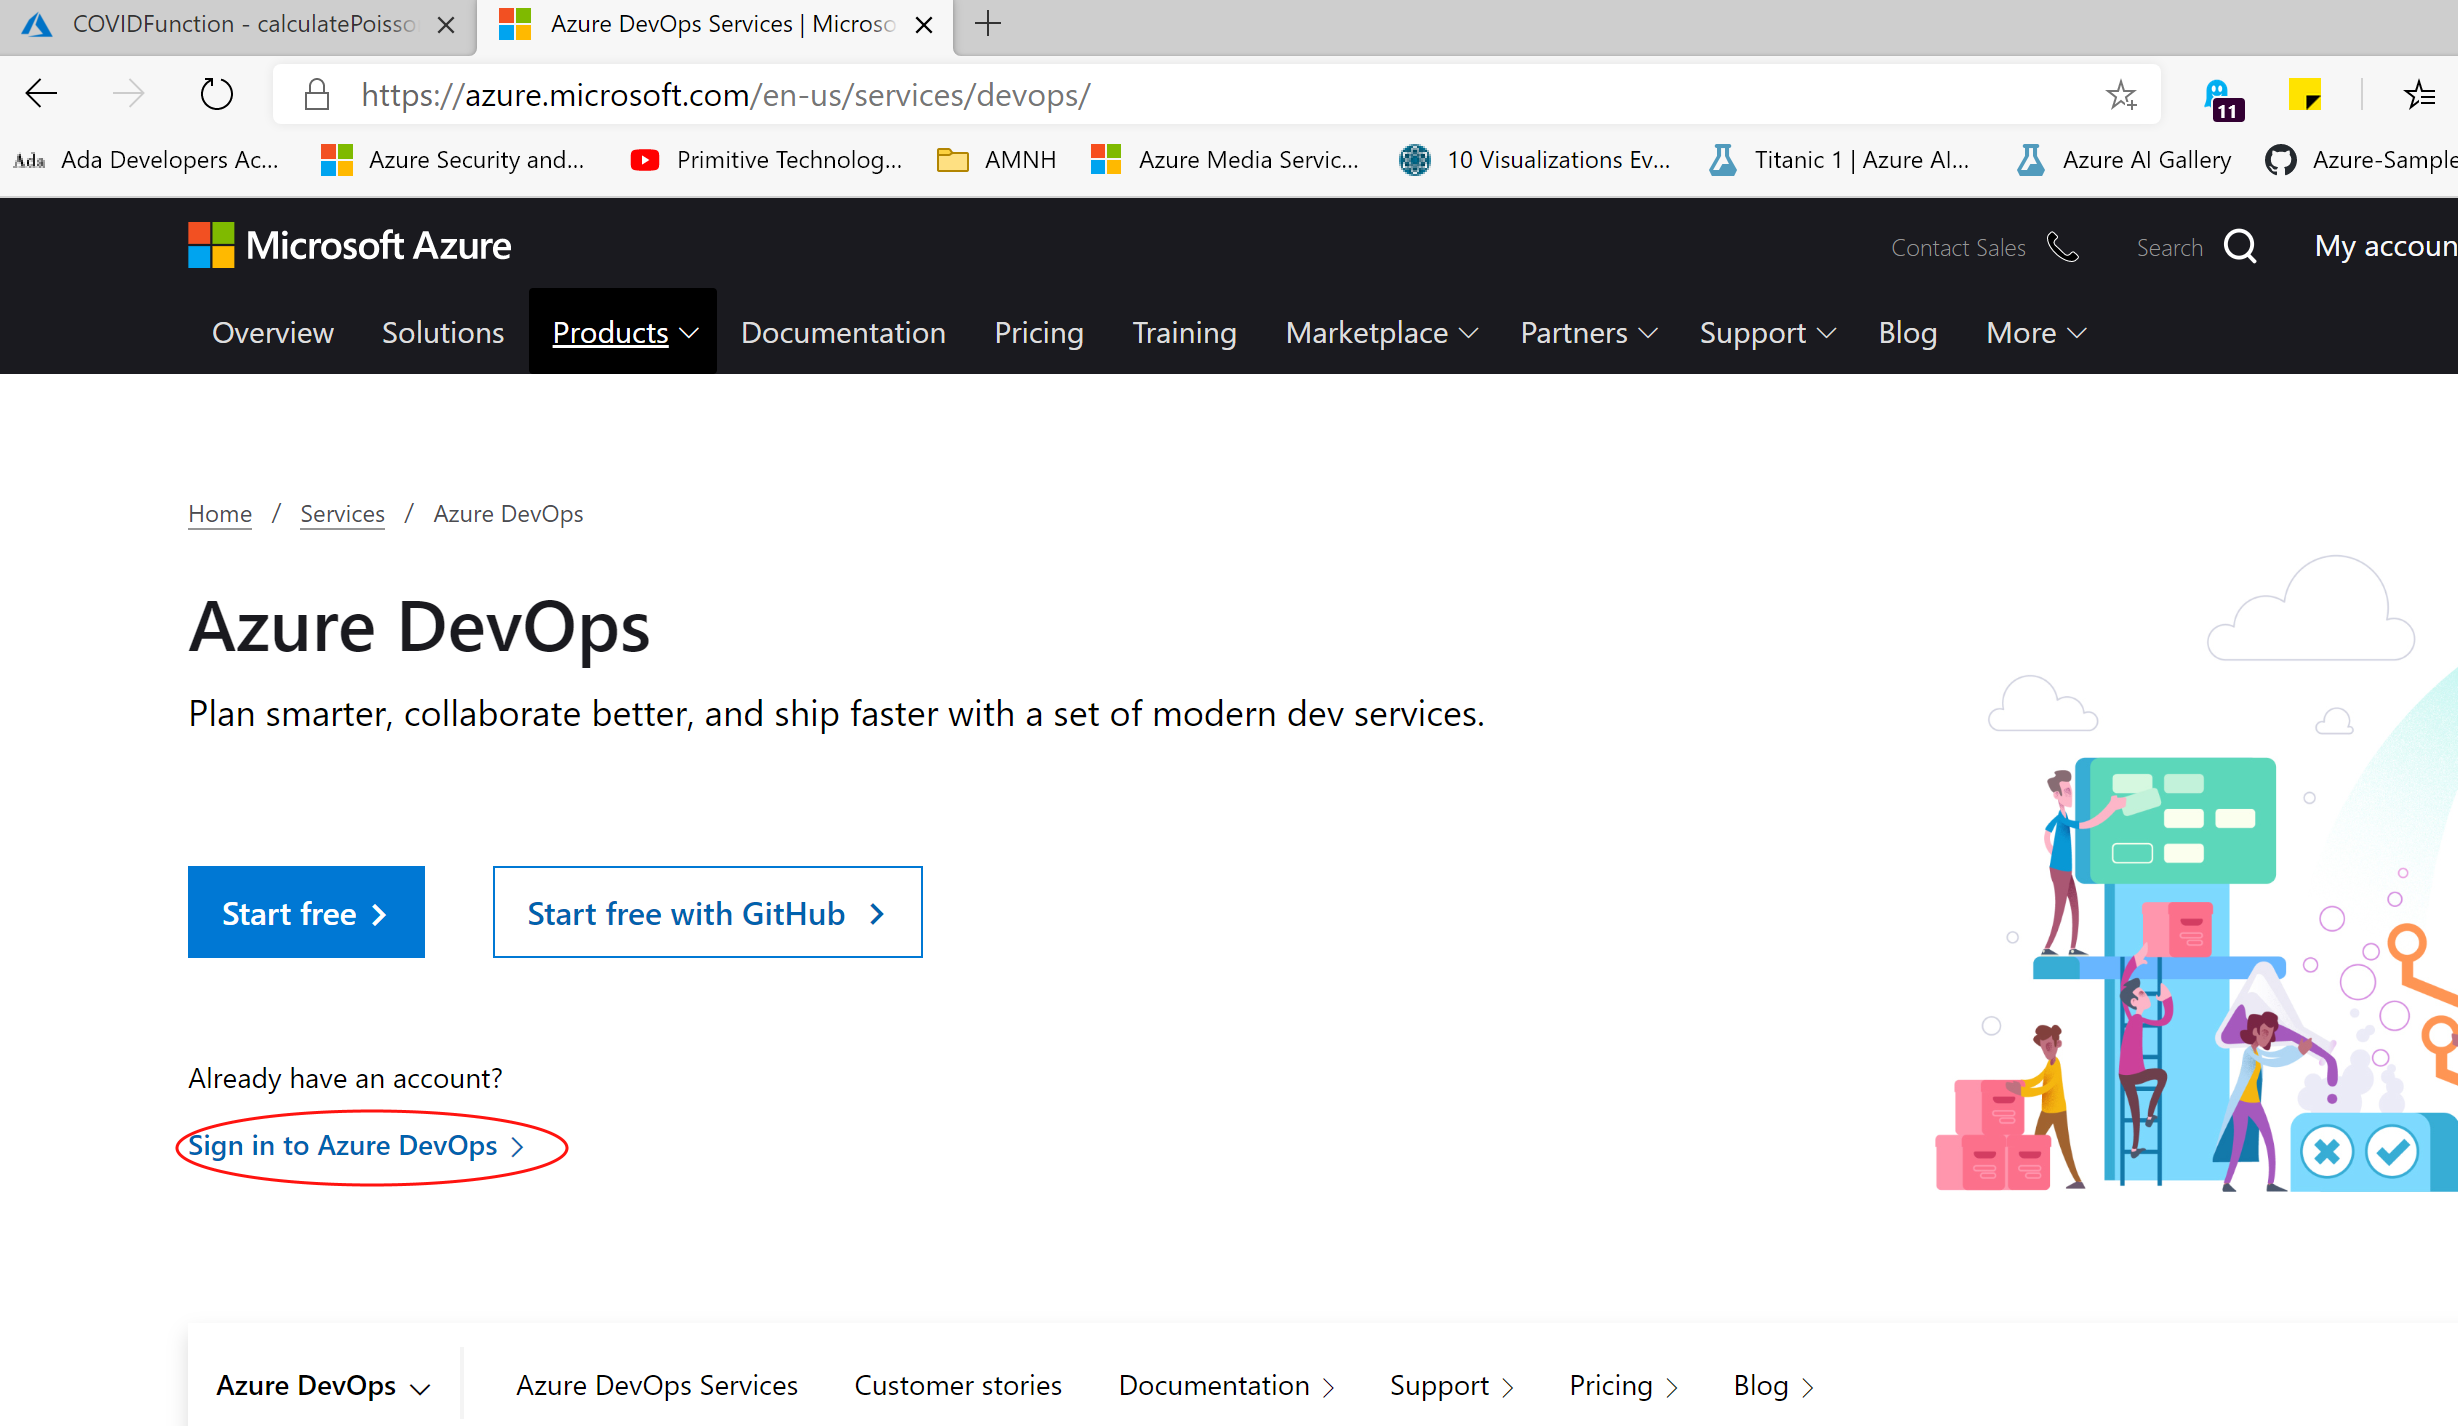 COVIDFunction - calculatePoisso
Azure DevOps Services | Microso
https://azure.microsoft.com/en-us/services/devops/
11
Ada Ada Developers Ac... Azure Security and... Primitive Technolog... AMNH Azure Media Servic... 10 Visualizations Ev... Titanic 1 | Azure AI... Azure AI Gallery Azure-Sample
Microsoft Azure
Contact Sales Search My accoun
Overview Solutions Products Documentation Pricing Training Marketplace Partners Support Blog More
Home / Services / Azure DevOps
Azure DevOps
Plan smarter, collaborate better, and ship faster with a set of modern dev services.
Start free Start free with GitHub
Already have an account?
Sign in to Azure DevOps
Azure DevOps Azure DevOps Services Customer stories Documentation Support Pricing Blog